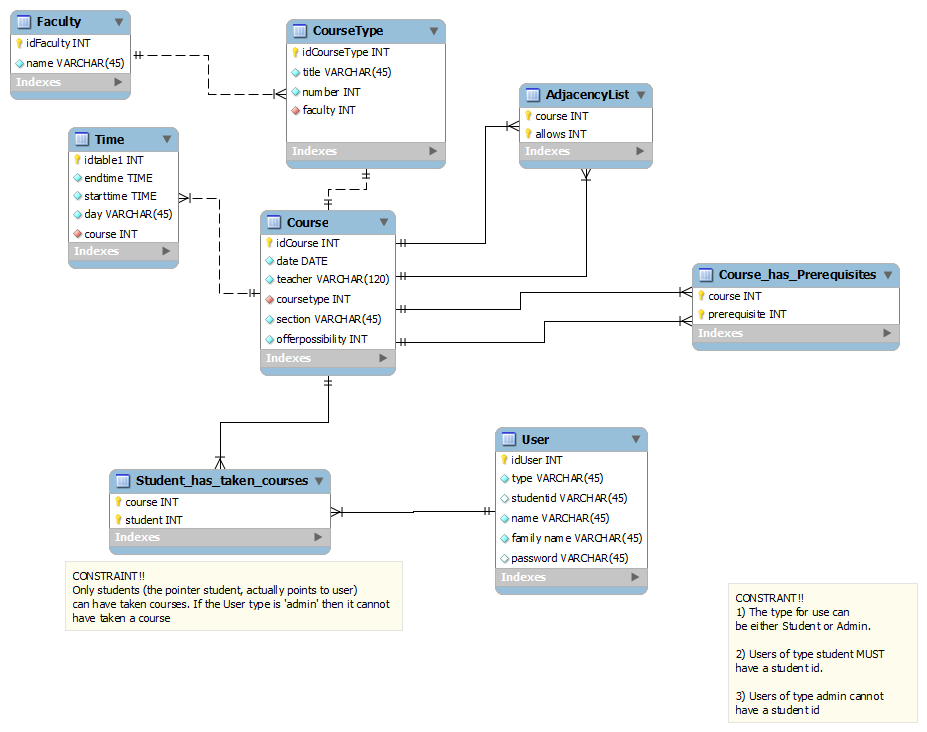 Faculty
idFaculty INT
name VARCHAR(45)
Indexes
CourseType
idCourseType INT
title VARCHAR(45)
number INT
faculty INT
Indexes
AdjacencyList
course INT
allows INT
Indexes
Time
idtable1 INT
endtime TIME
starttime TIME
day VARCHAR(45)
course INT
Indexes
Course
idCourse INT
date DATE
teacher VARCHAR(120)
coursetype INT
section VARCHAR(45)
offerpossibility INT
Indexes
Course_has_Prerequisites
course INT
prerequisite INT
Indexes
Student_has_taken_courses
course INT
student INT
Indexes
User
idUser INT
type VARCHAR(45)
studentid VARCHAR(45)
name VARCHAR(45)
family name VARCHAR(45)
password VARCHAR(45)
Indexes
CONSTRAINT!!
Only students (the pointer student, actually points to user)
can have taken courses. If the User type is 'admin' then it cannot
have taken a course
CONSTRANT!!
1) The type for use can
be either Student or Admin.
2) Users of type student MUST
have a student id.
3) Users of type admin cannot
have a student id